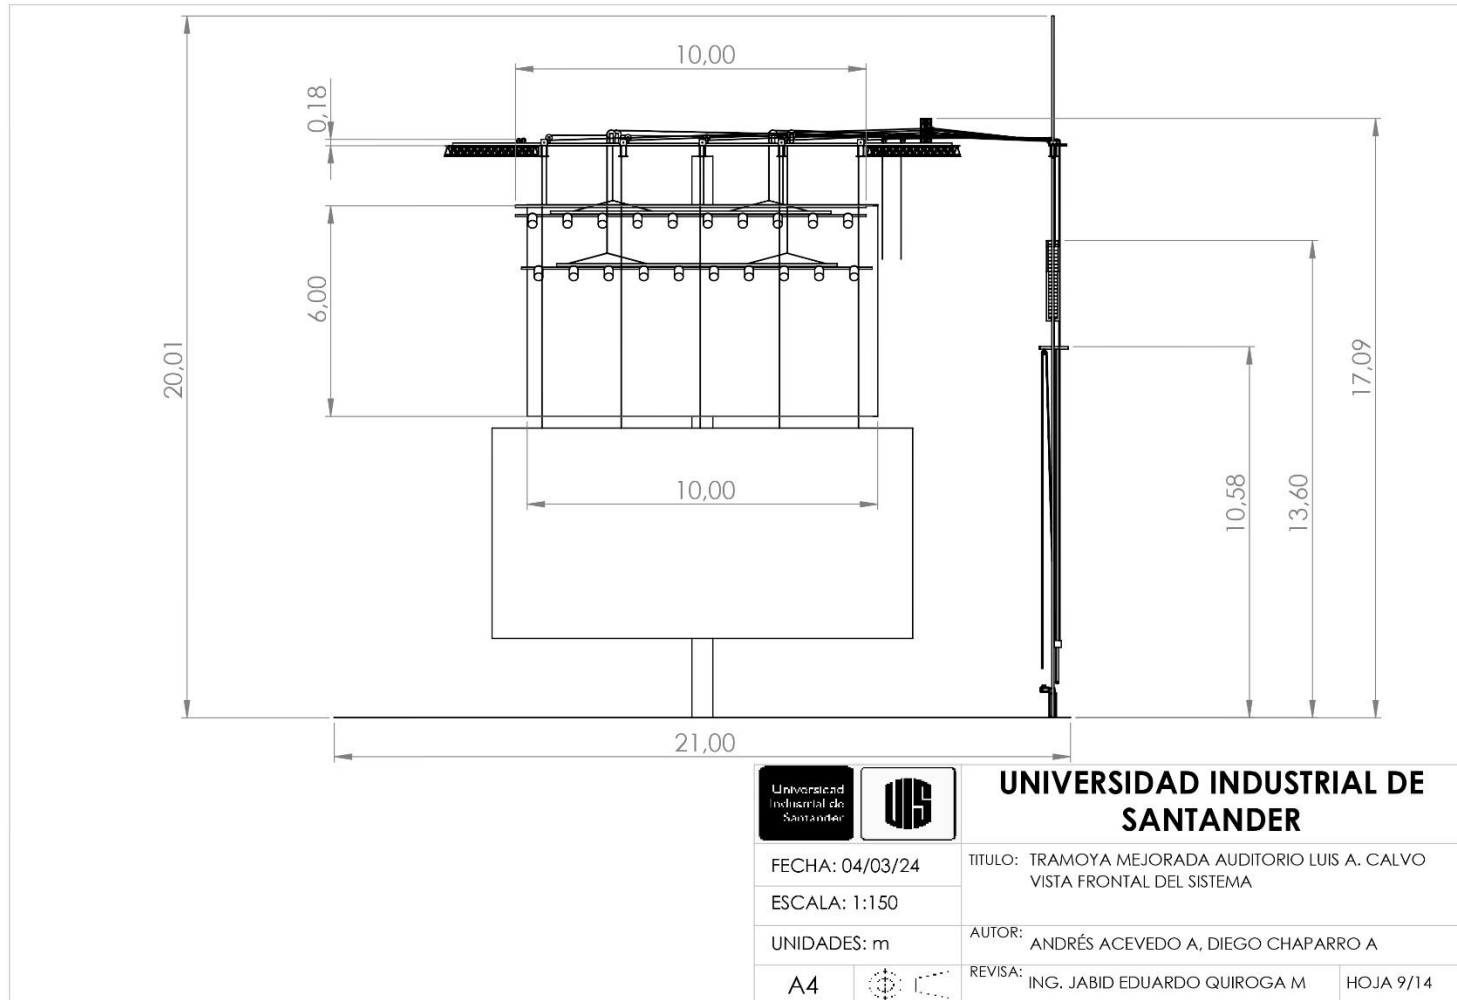 10,00
0,18
6,00
20,01
17,09
10,58
13,60
10,00
21,00
Universidad
Industrial de
Santander
UIS
UNIVERSIDAD INDUSTRIAL DE
SANTANDER
FECHA: 04/03/24
TITULO: TRAMOYA MEJORADA AUDITORIO LUIS A. CALVO
VISTA FRONTAL DEL SISTEMA
ESCALA: 1:150
UNIDADES: m
AUTOR: ANDRÉS ACEVEDO A, DIEGO CHAPARRO A
A4
REVISA: ING. JABID EDUARDO QUIROGA M
HOJA 9/14